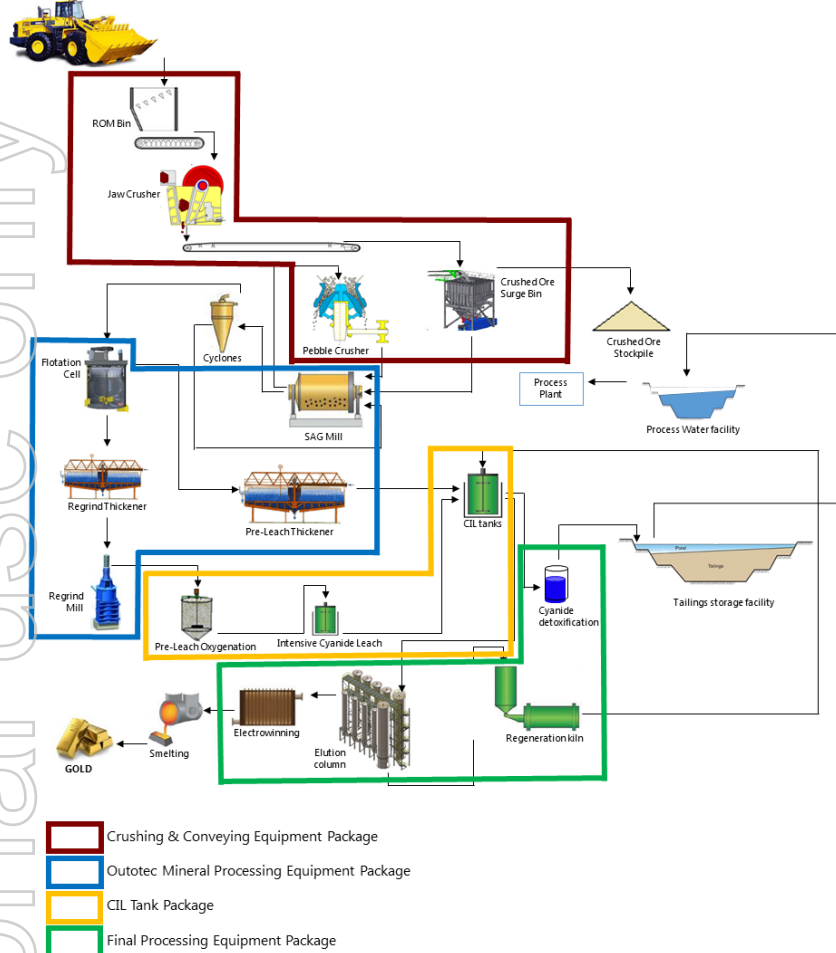 ROM Bin
Jaw Crusher
Crushed Ore
Surge Bin
Pebble Crusher
Cyclones
Crushed Ore
Stockpile
Flotation
Cell
SAG Mill
Process
Plant
Process Water facility
Regrind Thickener
Pre-Leach Thickener
CIL tanks
Pond
Tailings
Tailings storage facility
Regrind
Mill
Cyanide
detoxification
Pre-Leach Oxygenation
Intensive Cyanide Leach
Regeneration kiln
Electrowinning
Elution
column
Smelting
GOLD
Crushing & Conveying Equipment Package
Outotec Mineral Processing Equipment Package
CIL Tank Package
Final Processing Equipment Package